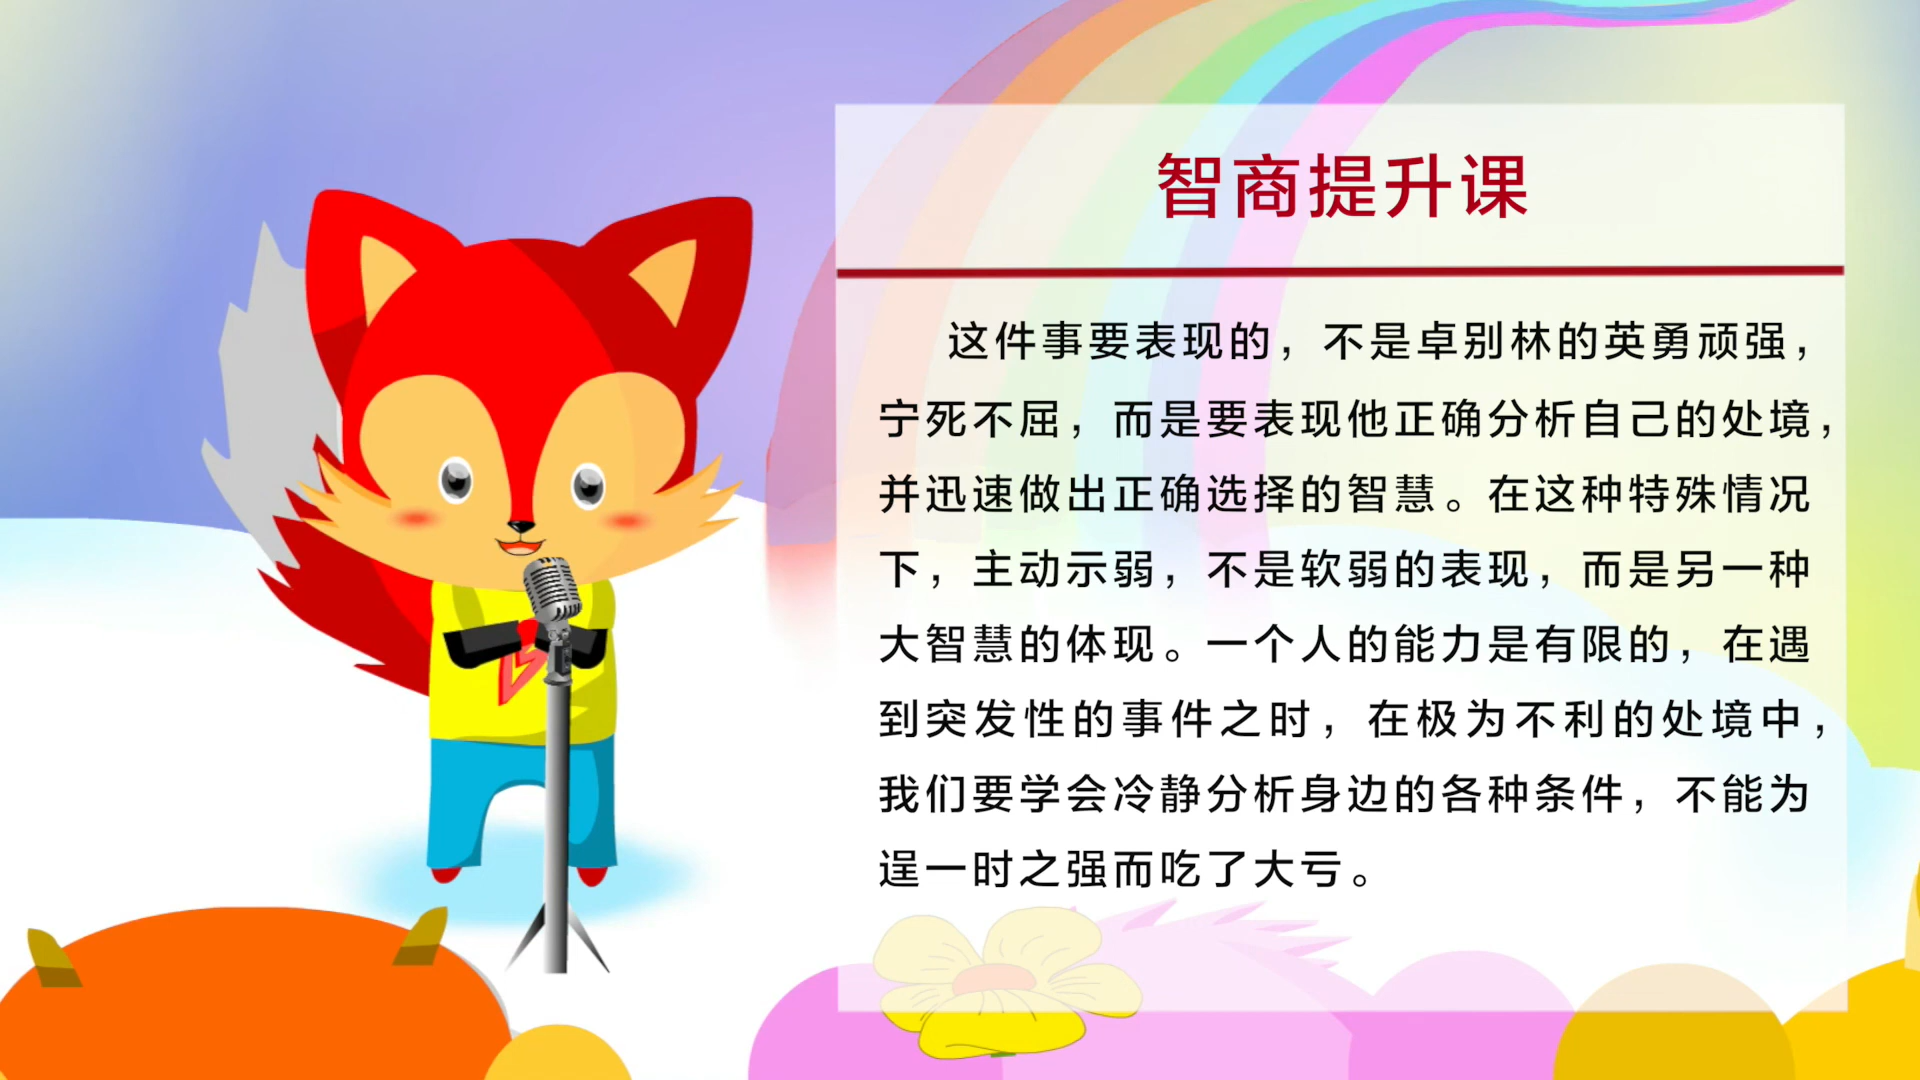 智商提升课
这件事要表现的，不是卓别林的英勇顽强，
宁死不屈，而是要表现他正确分析自己的处境，
并迅速做出正确选择的智慧。在这种特殊情况
下，主动示弱，不是软弱的表现，而是另一种
大智慧的体现。一个人的能力是有限的，在遇
到突发性的事件之时，在极为不利的处境中，
我们要学会冷静分析身边的各种条件，不能为
逞一时之强而吃了大亏。